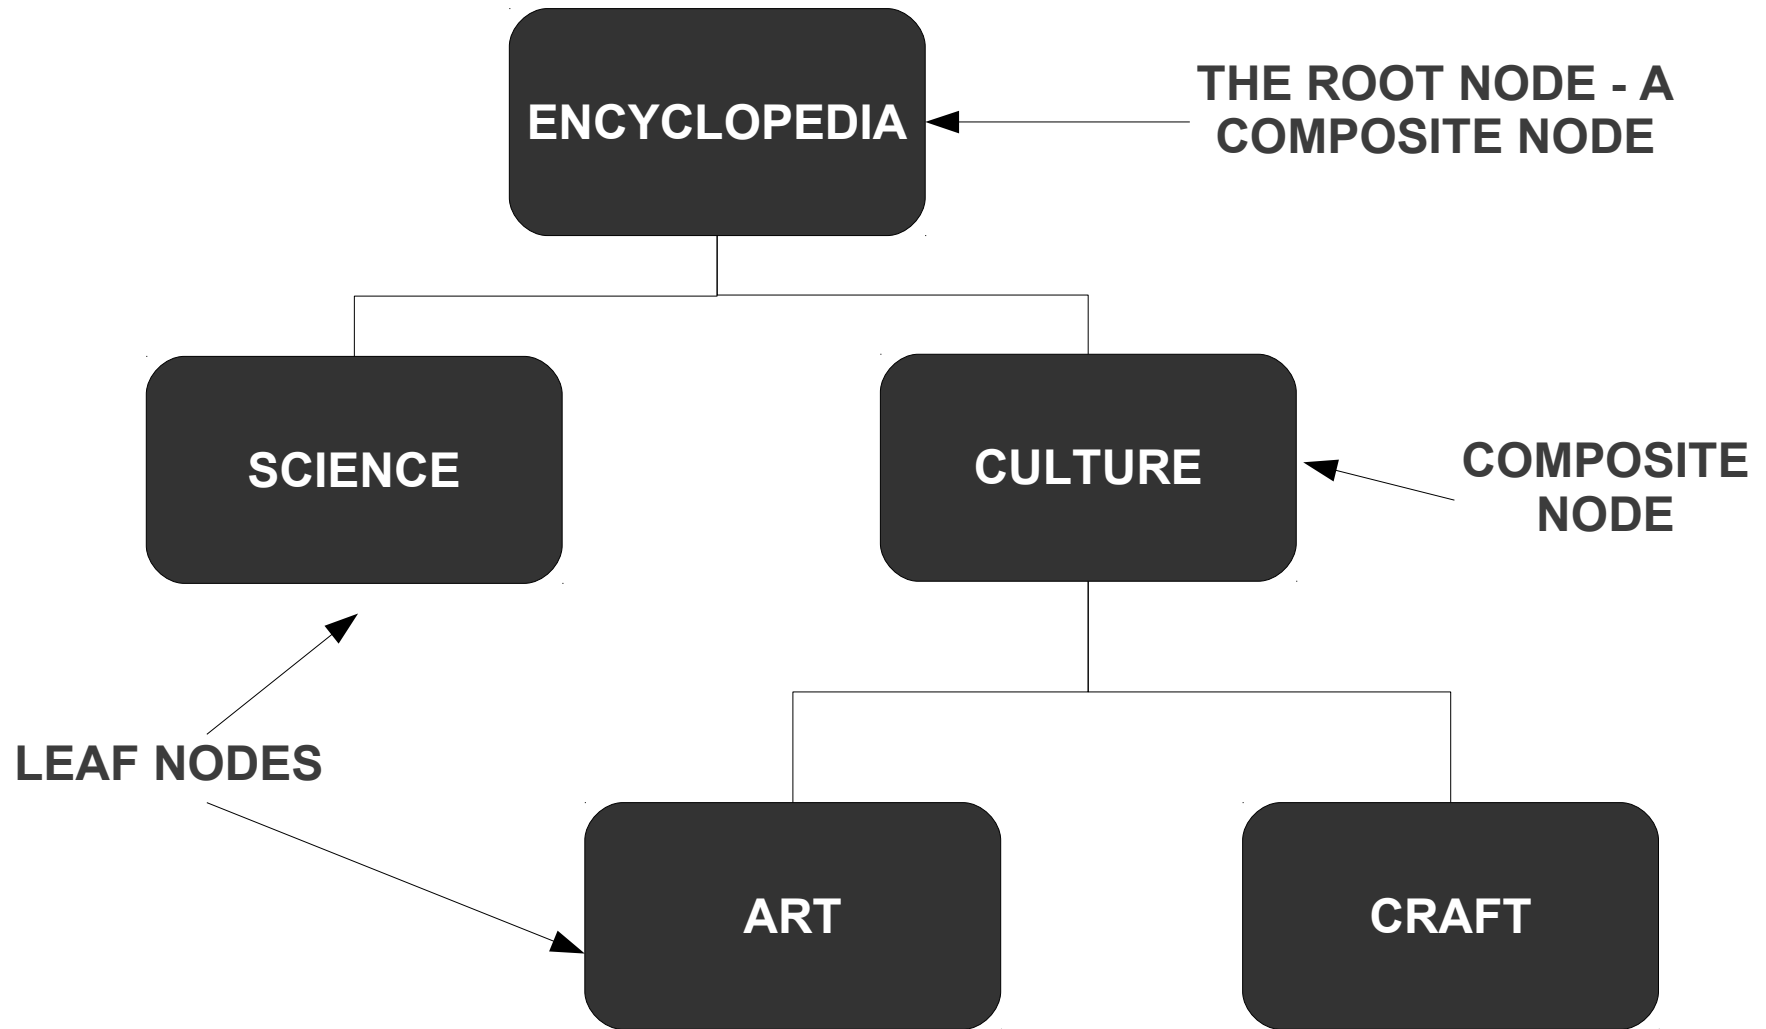 ENCYCLOPEDIA
THE ROOT NODE - A
COMPOSITE NODE
SCIENCE
CULTURE
COMPOSITE
NODE
LEAF NODES
ART
CRAFT